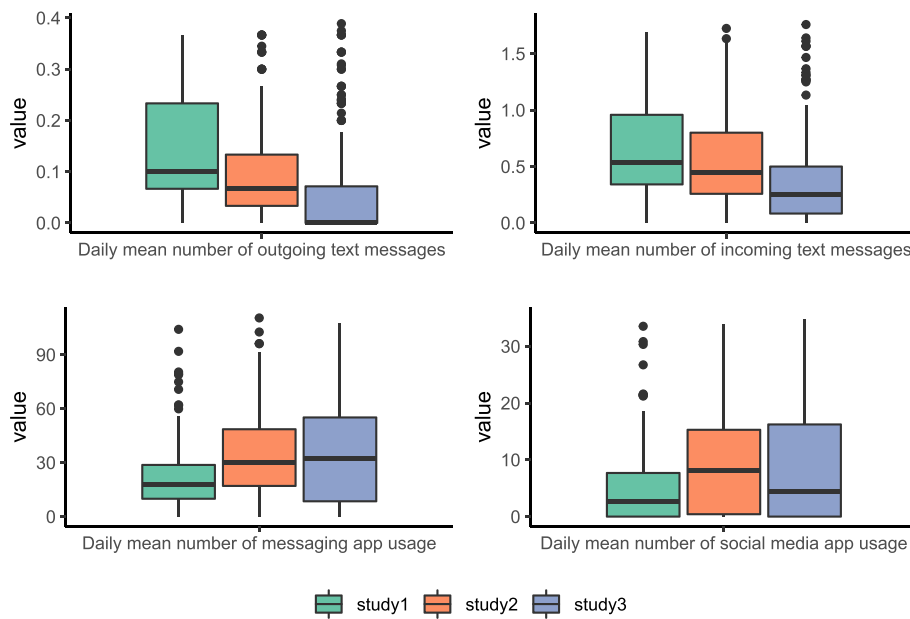 value
0.4
0.3
0.2
0.1
0.0
Daily mean number of outgoing text messages
value
1.5
1.0
0.5
0.0
Daily mean number of incoming text messages
value
90
60
30
0
Daily mean number of messaging app usage
value
30
20
10
0
Daily mean number of social media app usage
study1 study2 study3